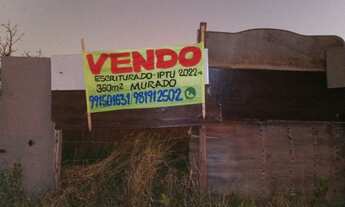 VENDO
ESCRITURADO-IPTU 2022
360m² MURADO
991501631/981912502